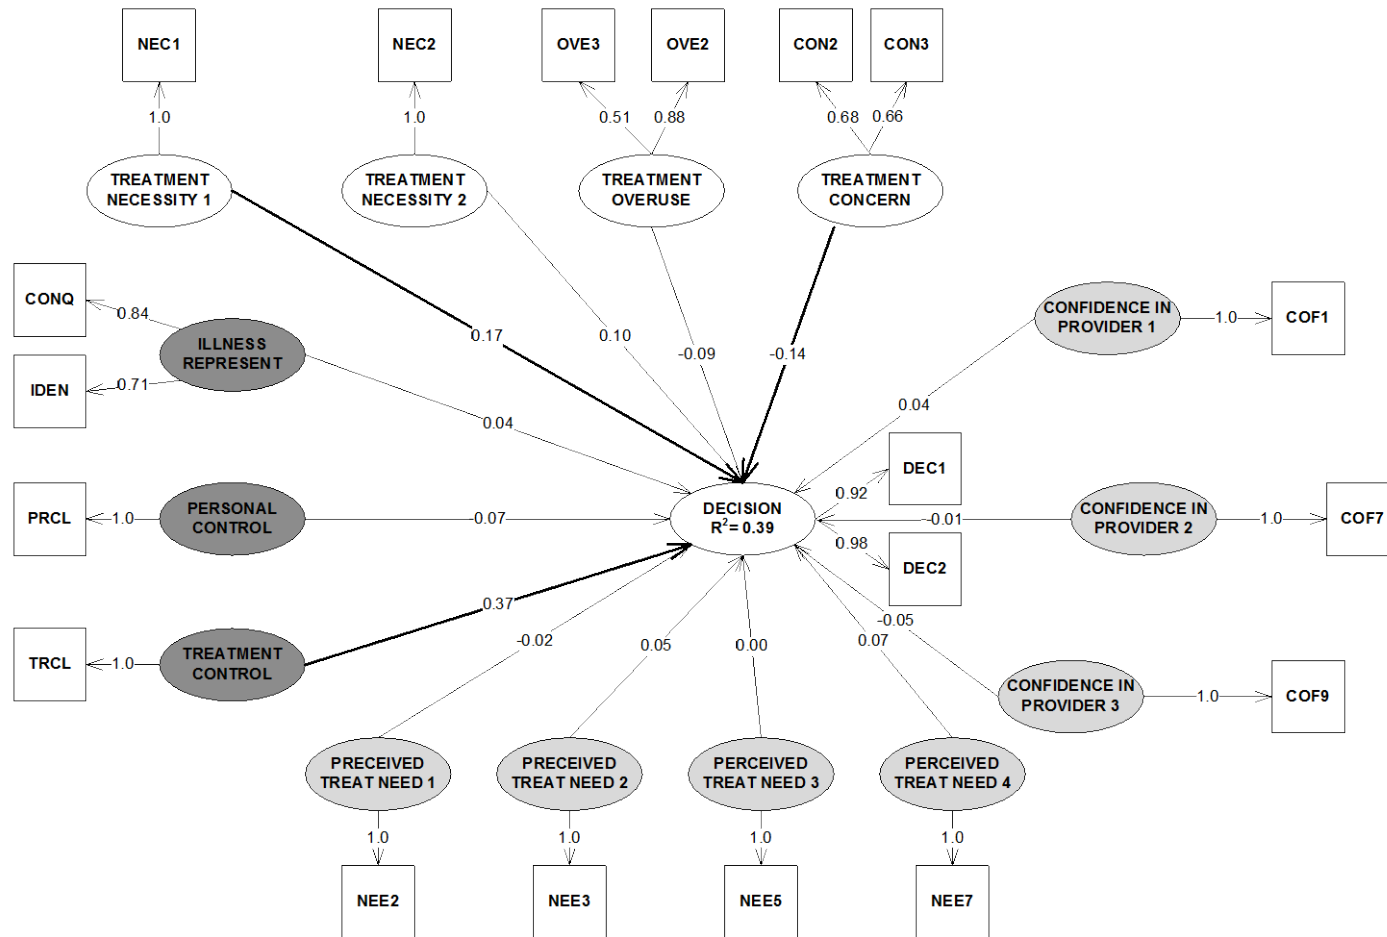 NEC1
NEC2
OVE3
OVE2
CON2
CON3
1.0
1.0
0.51
0.88
0.68
0.66
TREATMENT
NECESSITY 1
TREATMENT
NECESSITY 2
TREATMENT
OVERUSE
TREATMENT
CONCERN
CONQ
0.84
ILLNESS
REPRESENT
IDEN
0.71
0.17
0.10
-0.09
-0.14
CONFIDENCE IN
PROVIDER 1
1.0
COF1
0.04
0.04
PRCL
1.0
PERSONAL
CONTROL
-0.07
DECISION
R²= 0.39
0.92
DEC1
0.98
DEC2
-0.01
CONFIDENCE IN
PROVIDER 2
1.0
COF7
TRCL
1.0
TREATMENT
CONTROL
0.37
-0.02
0.05
0.00
0.07
-0.05
CONFIDENCE IN
PROVIDER 3
1.0
COF9
PRECEIVED
TREAT NEED 1
PRECEIVED
TREAT NEED 2
PERCEIVED
TREAT NEED 3
PERCEIVED
TREAT NEED 4
1.0
1.0
1.0
1.0
NEE2
NEE3
NEE5
NEE7